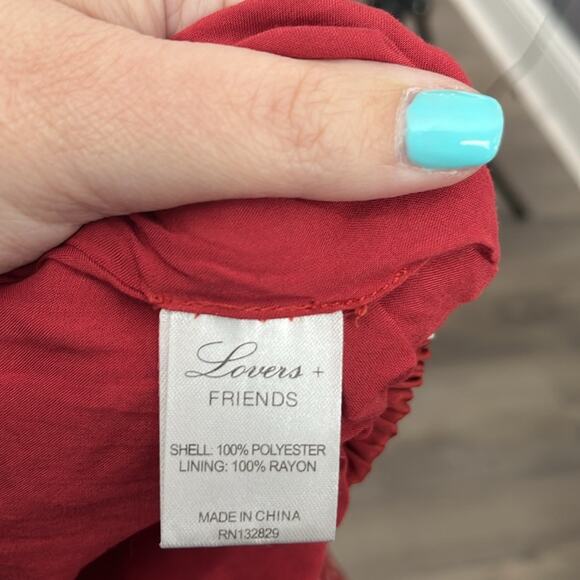 Lovers +
FRIENDS
SHELL: 100% POLYESTER
LINING: 100% RAYON
MADE IN CHINA
RN132829